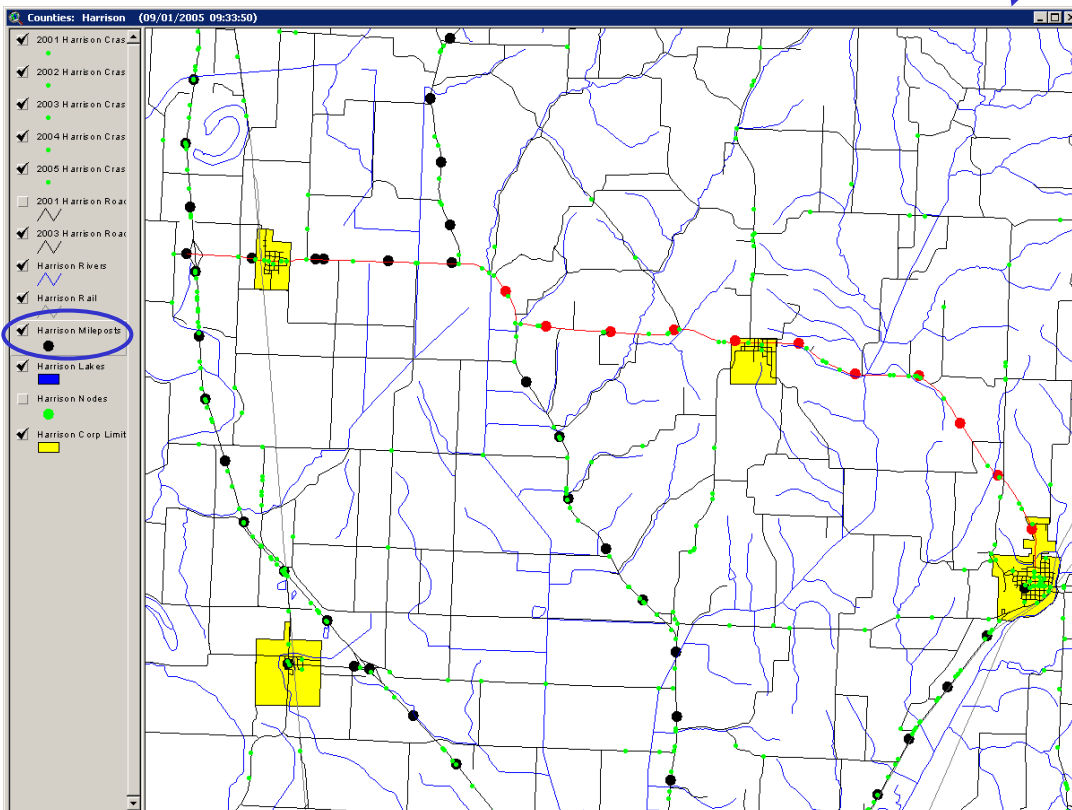 Counties: Harrison (09/01/2005 09:33:50)
2001 Harrison Cras
2002 Harrison Cras
2003 Harrison Cras
2004 Harrison Cras
2005 Harrison Cras
2001 Harrison Road
2003 Harrison Road
Harrison Rivers
Harrison Rail
Harrison Mileposts
Harrison Lakes
Harrison Nodes
Harrison Corp Limit